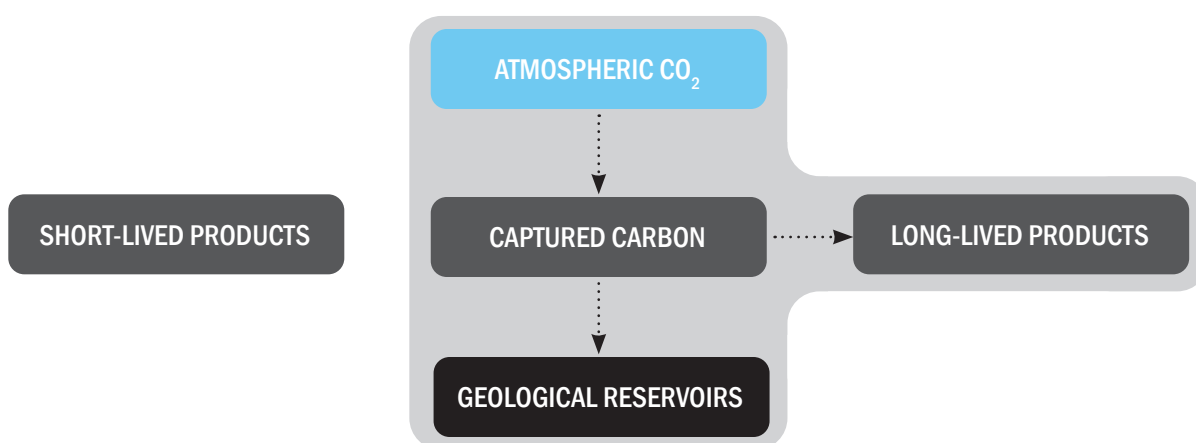 ATMOSPHERIC CO₂
SHORT-LIVED PRODUCTS
CAPTURED CARBON
LONG-LIVED PRODUCTS
GEOLOGICAL RESERVOIRS